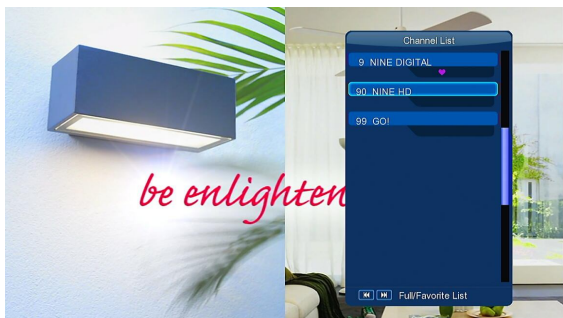 be enlighten
Channel List
9 NINE DIGITAL
90 NINE HD
99 GO!
Full/Favorite List